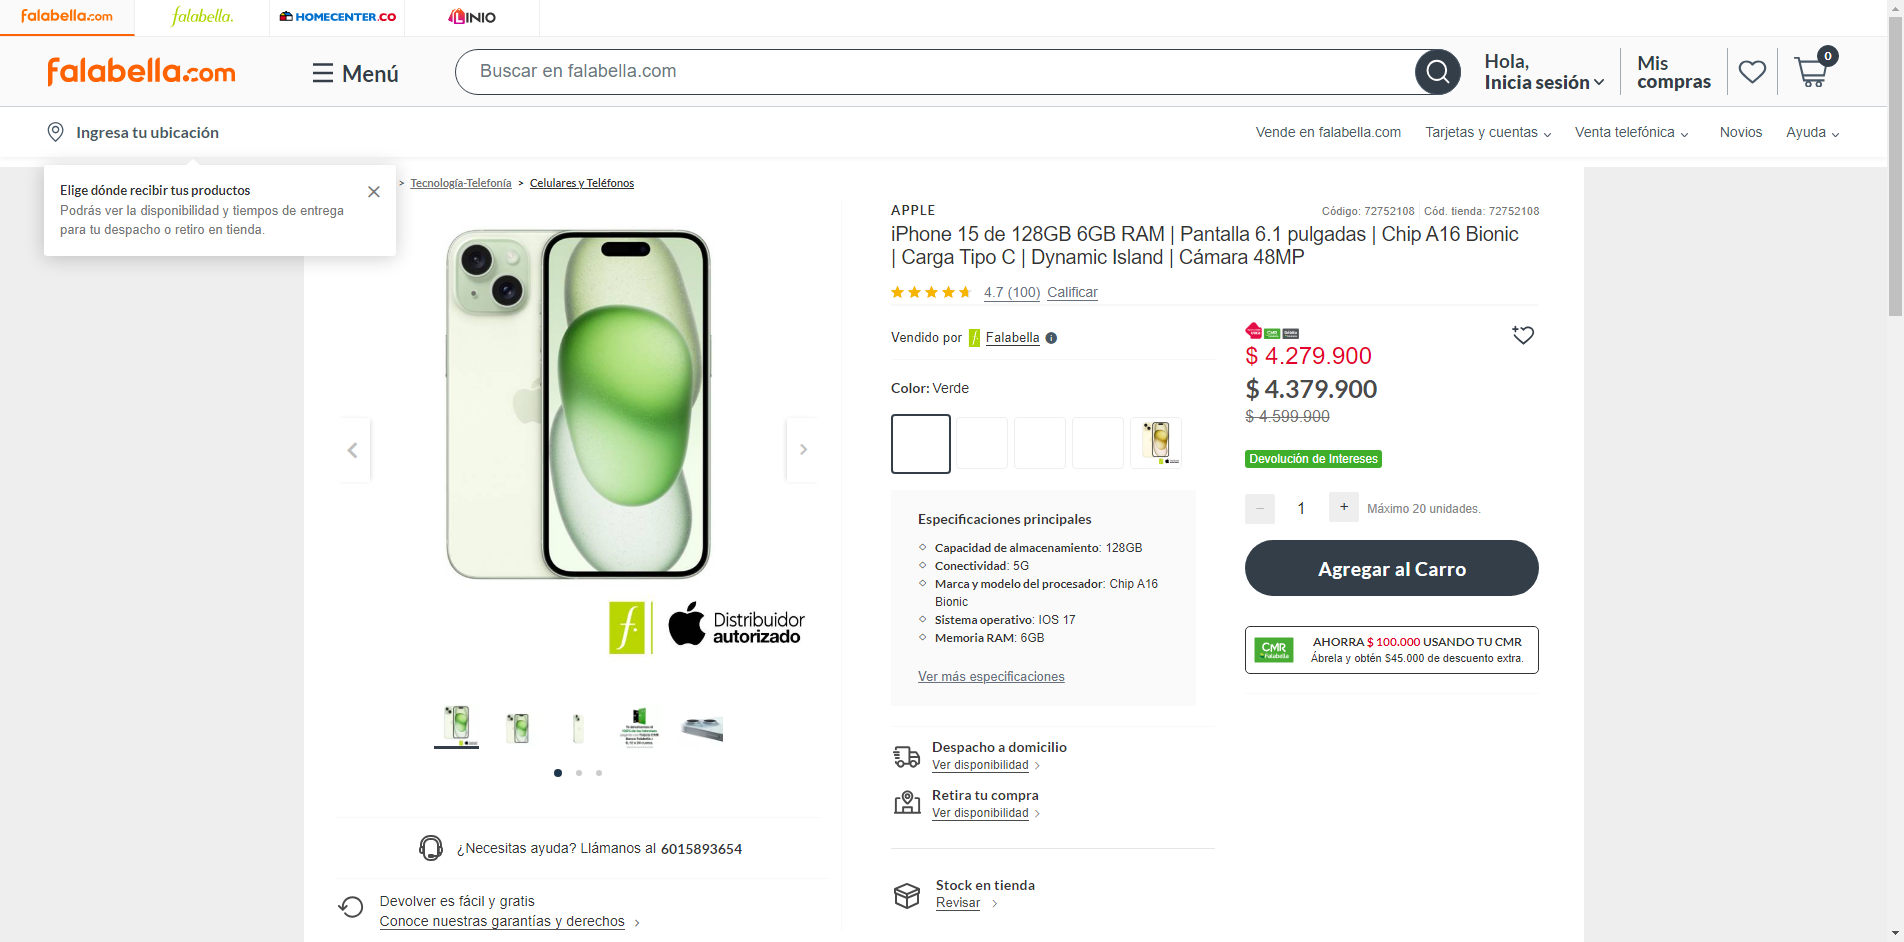 falabella.com
falabella.
HOMECENTER.CO
LINIO
falabella.com
Menú
Buscar en falabella.com
Hola,
Inicia sesión
Mis
compras
0
Ingresa tu ubicación
Vende en falabella.com
Tarjetas y cuentas
Venta telefónica
Novios
Ayuda
Elige dónde recibir tus productos
Podrás ver la disponibilidad y tiempos de entrega
para tu despacho o retiro en tienda.
> Tecnología-Telefonía > Celulares y Teléfonos
APPLE
Código: 72752108
Cód. tienda: 72752108
iPhone 15 de 128GB 6GB RAM | Pantalla 6.1 pulgadas | Chip A16 Bionic
| Carga Tipo C | Dynamic Island | Cámara 48MP
4.7 (100)
Calificar
Vendido por
f
Falabella
i
$ 4.279.900
$ 4.379.900
$ 4.599.900
Color: Verde
Devolución de Intereses
− 1 +
Máximo 20 unidades.
Agregar al Carro
Especificaciones principales
Capacidad de almacenamiento: 128GB
Conectividad: 5G
Marca y modelo del procesador: Chip A16
Bionic
Sistema operativo: IOS 17
Memoria RAM: 6GB
Ver más especificaciones
CMR
Falabella
AHORRA $ 100.000 USANDO TU CMR
Ábrela y obtén $45.000 de descuento extra.
f.
Distribuidor
autorizado
Despacho a domicilio
Ver disponibilidad
Retira tu compra
Ver disponibilidad
¿Necesitas ayuda? Llámanos al 6015893654
Stock en tienda
Revisar
Devolver es fácil y gratis
Conoce nuestras garantías y derechos